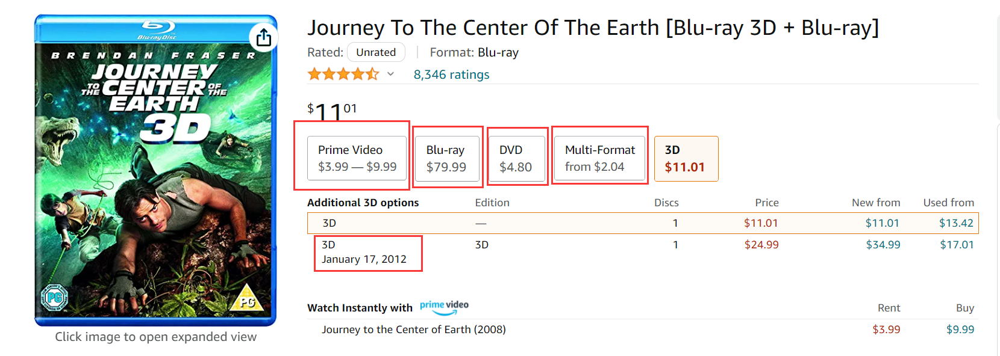 Blu-ray Disc
BRENDAN FRASER
JOURNEY
TO THE CENTER OF THE
EARTH
3D
PG
PG
Click image to open expanded view
Journey To The Center Of The Earth [Blu-ray 3D + Blu-ray]
Rated: Unrated | Format: Blu-ray
8,346 ratings
$11.01
Prime Video Blu-ray DVD Multi-Format 3D
$3.99 — $9.99 $79.99 $4.80 from $2.04 $11.01
Additional 3D options Edition Discs Price New from Used from
3D — 1 $11.01 $11.01 $13.42
3D 3D 1 $24.99 $34.99 $17.01
January 17, 2012
Watch Instantly with prime video Rent Buy
Journey to the Center of Earth (2008) $3.99 $9.99